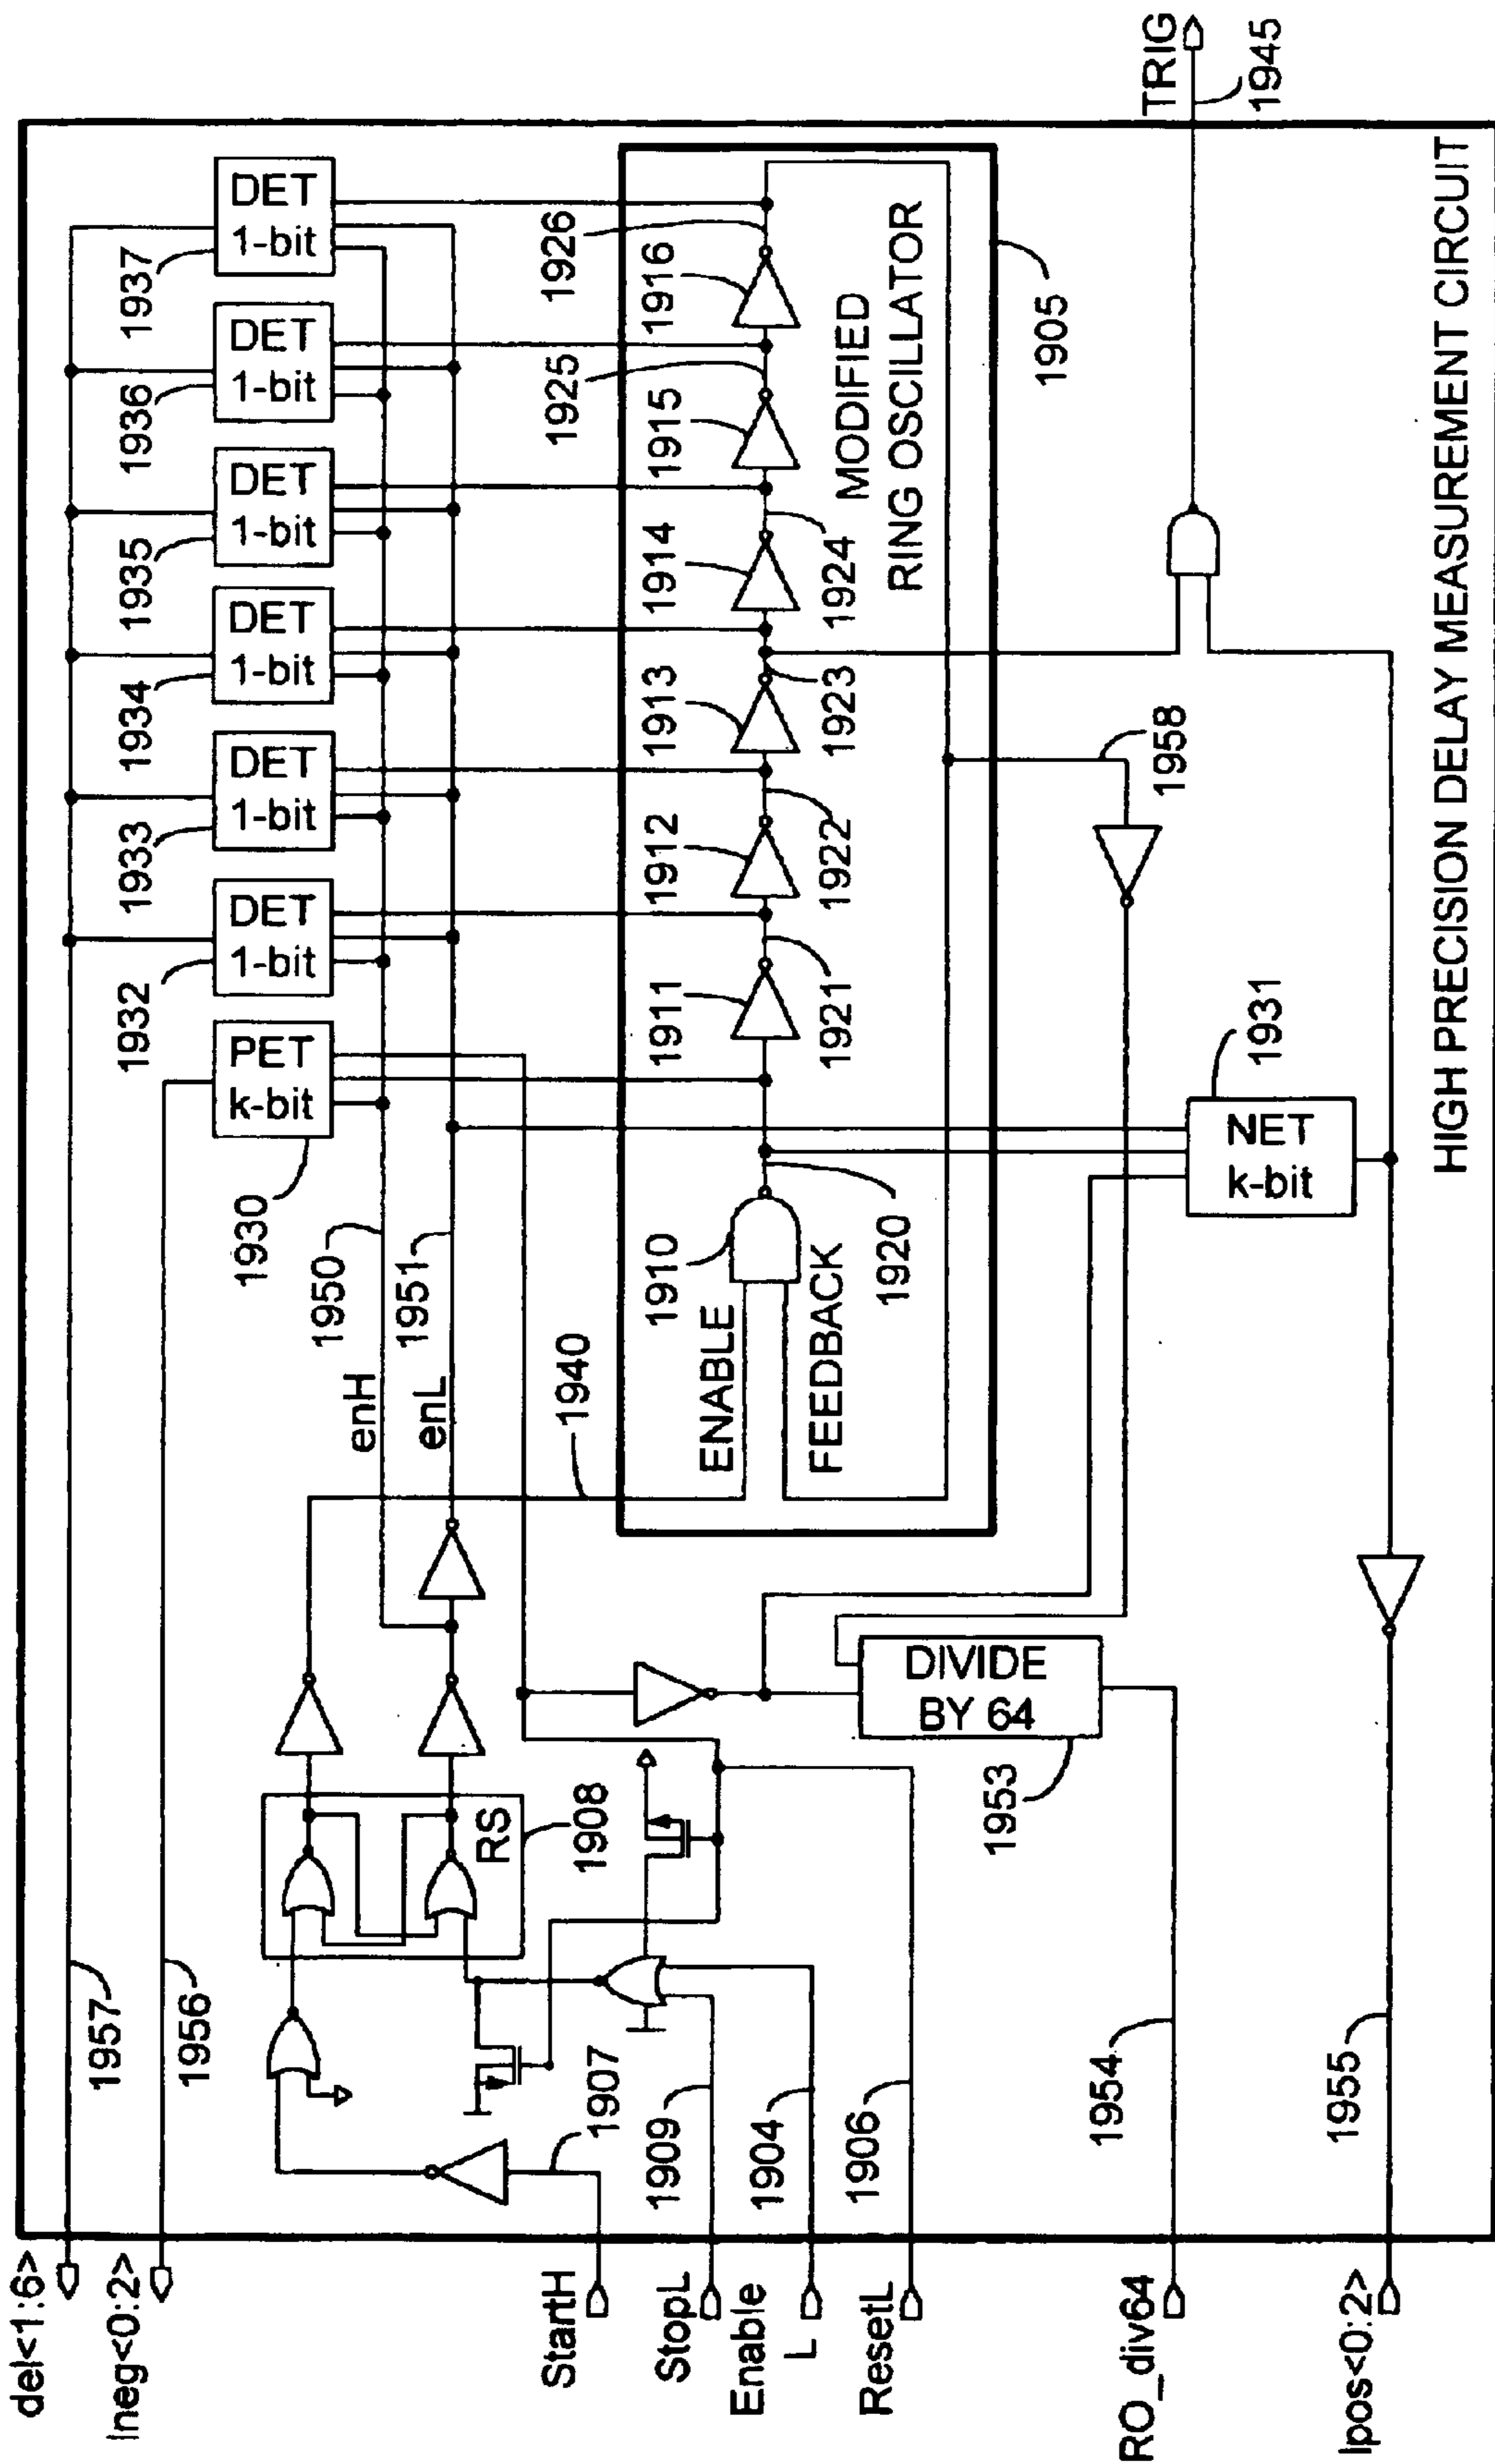 del<1:6>
lneg<0:2>
StartH
StopL
Enable
L
ResetL
RO_div64
lpos<0:2>
1957
1956
1907
1909
1904
1906
1954
1955
RS
1908
DIVIDE
BY 64
1953
enH
enL
1950
1951
1940
1930
PET
k-bit
1932
DET
1-bit
1933
DET
1-bit
1934
DET
1-bit
1935
DET
1-bit
1936
DET
1-bit
1937
DET
1-bit
ENABLE
FEEDBACK
1910
1920
1911
1921
1912
1922
1913
1923
1914
1924
1915
1925
1916
1926
MODIFIED
RING OSCILLATOR
1905
1958
NET
k-bit
1931
TRIG
1945
HIGH PRECISION DELAY MEASUREMENT CIRCUIT